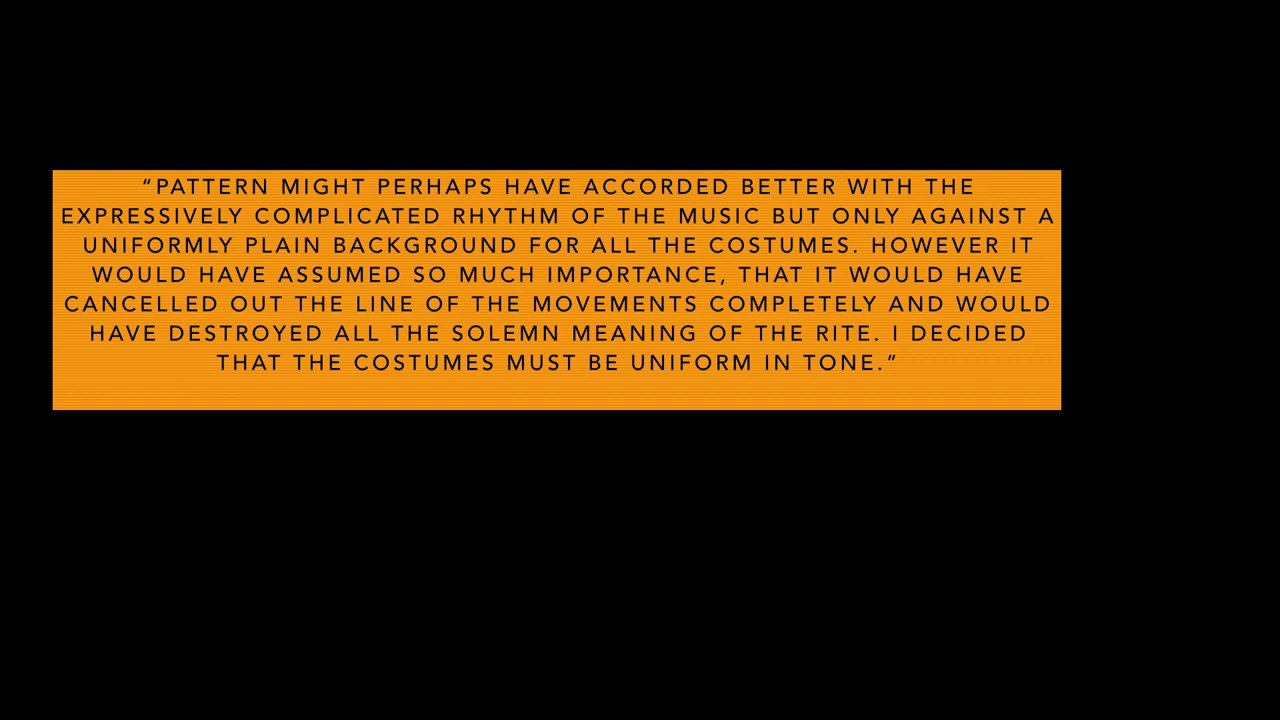 “PATTERN MIGHT PERHAPS HAVE ACCORDED BETTER WITH THE
EXPRESSIVELY COMPLICATED RHYTHM OF THE MUSIC BUT ONLY AGAINST A
UNIFORMLY PLAIN BACKGROUND FOR ALL THE COSTUMES. HOWEVER IT
WOULD HAVE ASSUMED SO MUCH IMPORTANCE, THAT IT WOULD HAVE
CANCELLED OUT THE LINE OF THE MOVEMENTS COMPLETELY AND WOULD
HAVE DESTROYED ALL THE SOLEMN MEANING OF THE RITE. I DECIDED
THAT THE COSTUMES MUST BE UNIFORM IN TONE.”